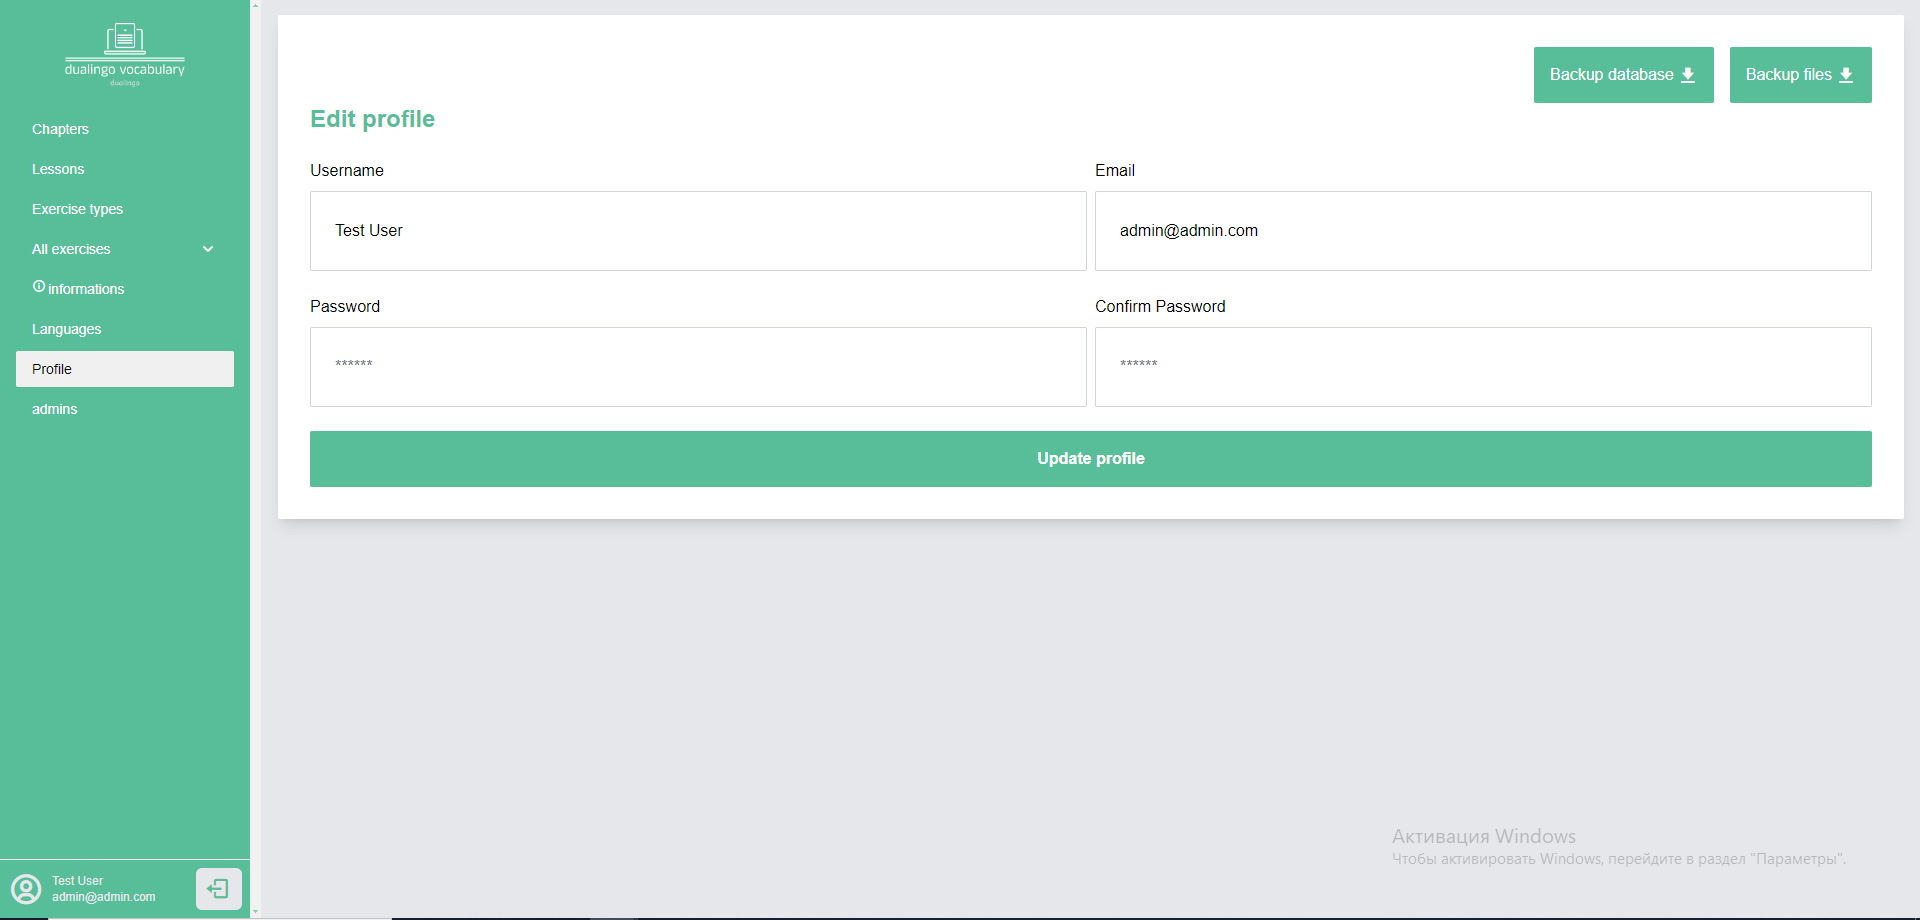 dualingo vocabulary
dualingo
Chapters
Lessons
Exercise types
All exercises
informations
Languages
Profile
admins
Test User
admin@admin.com
Backup database
Backup files
Edit profile
Username
Email
Test User
admin@admin.com
Password
Confirm Password
******
******
Update profile
Активация Windows
Чтобы активировать Windows, перейдите в раздел "Параметры".